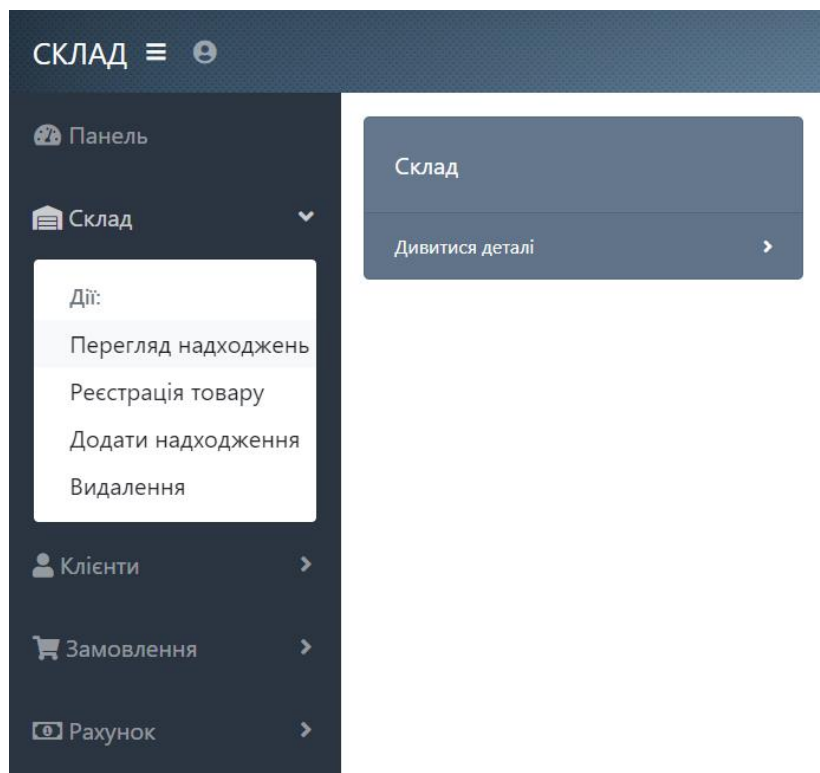 СКЛАД
Панель
Склад
Дії:
Перегляд надходжень
Реєстрація товару
Додати надходження
Видалення
Клієнти
Замовлення
Рахунок
Склад
Дивитися деталі